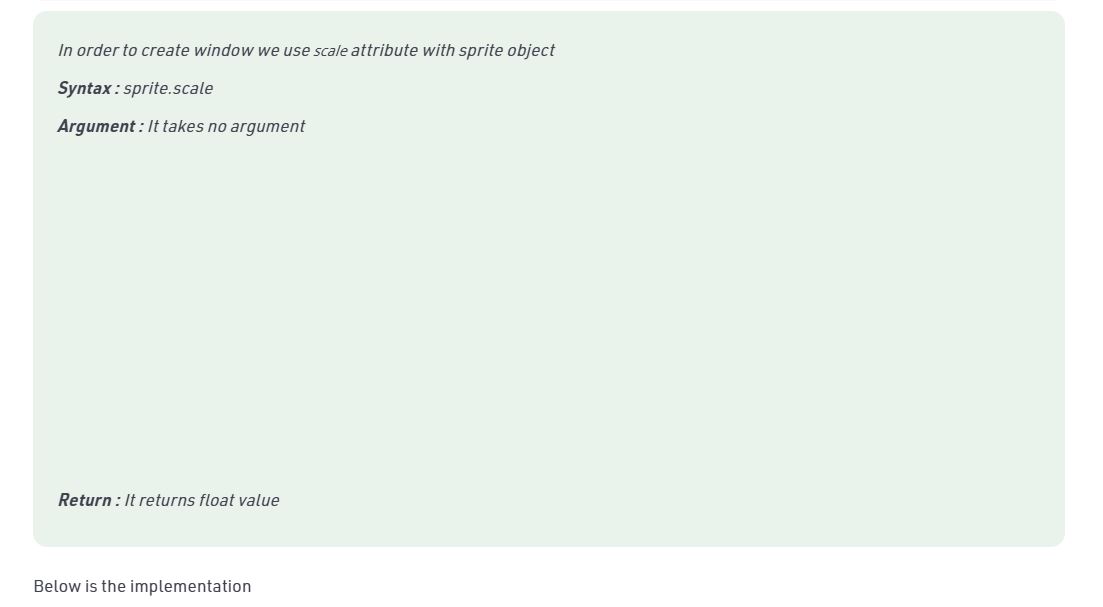 In order to create window we use scale attribute with sprite object
Syntax : sprite.scale
Argument : It takes no argument
Return : It returns float value
Below is the implementation